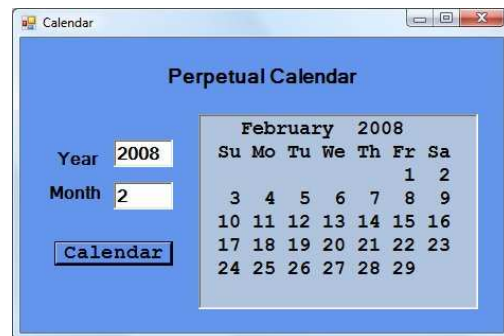 Calendar
Perpetual Calendar
Year 2008
Month 2
Calendar
February 2008
Su Mo Tu We Th Fr Sa
1 2
3 4 5 6 7 8 9
10 11 12 13 14 15 16
17 18 19 20 21 22 23
24 25 26 27 28 29